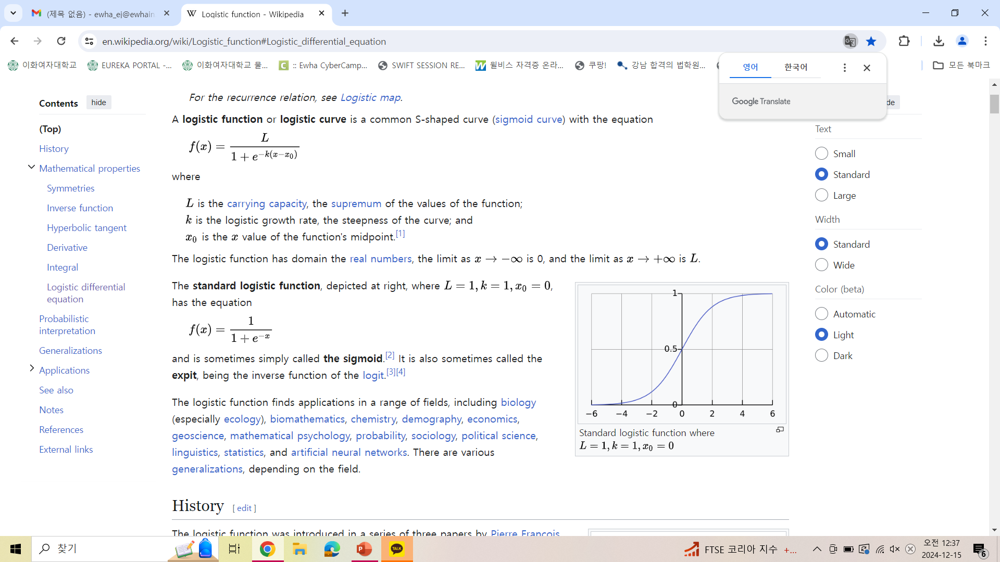 (제목 없음) - ewha_ej@ewhain
W Logistic function - Wikipedia
en.wikipedia.org/wiki/Logistic_function#Logistic_differential_equation
이화여자대학교
EUREKA PORTAL -...
이화여자대학교 물...
C :: Ewha CyberCamp...
SWIFT SESSION RE...
W 윌비스 자격증 온라...
쿠팡!
강남 합격의 법학원...
모든 북마크
영어 한국어
Google Translate
Contents hide
(Top)
History
Mathematical properties
Symmetries
Inverse function
Hyperbolic tangent
Derivative
Integral
Logistic differential
equation
Probabilistic
interpretation
Generalizations
Applications
See also
Notes
References
External links
For the recurrence relation, see Logistic map.
A logistic function or logistic curve is a common S-shaped curve (sigmoid curve) with the equation
f(x) = L / (1 + e^{-k(x-x₀)})
where
L is the carrying capacity, the supremum of the values of the function;
k is the logistic growth rate, the steepness of the curve; and
x₀ is the x value of the function's midpoint.[1]
The logistic function has domain the real numbers, the limit as x → −∞ is 0, and the limit as x → +∞ is L.
The standard logistic function, depicted at right, where L = 1, k = 1, x₀ = 0,
has the equation
f(x) = 1 / (1 + e^{-x})
and is sometimes simply called the sigmoid.[2] It is also sometimes called the
expit, being the inverse function of the logit.[3][4]
The logistic function finds applications in a range of fields, including biology
(especially ecology), biomathematics, chemistry, demography, economics,
geoscience, mathematical psychology, probability, sociology, political science,
linguistics, statistics, and artificial neural networks. There are various
generalizations, depending on the field.
1
0.5
0
−6 −4 −2 0 2 4 6
Standard logistic function where
L = 1, k = 1, x₀ = 0
History [ edit ]
The logistic function was introduced in a series of three papers by Pierre François
de
Text
Small
Standard
Large
Width
Standard
Wide
Color (beta)
Automatic
Light
Dark
찾기
TALK
FTSE 코리아 지수 +...
오전 12:37
2024-12-15
6